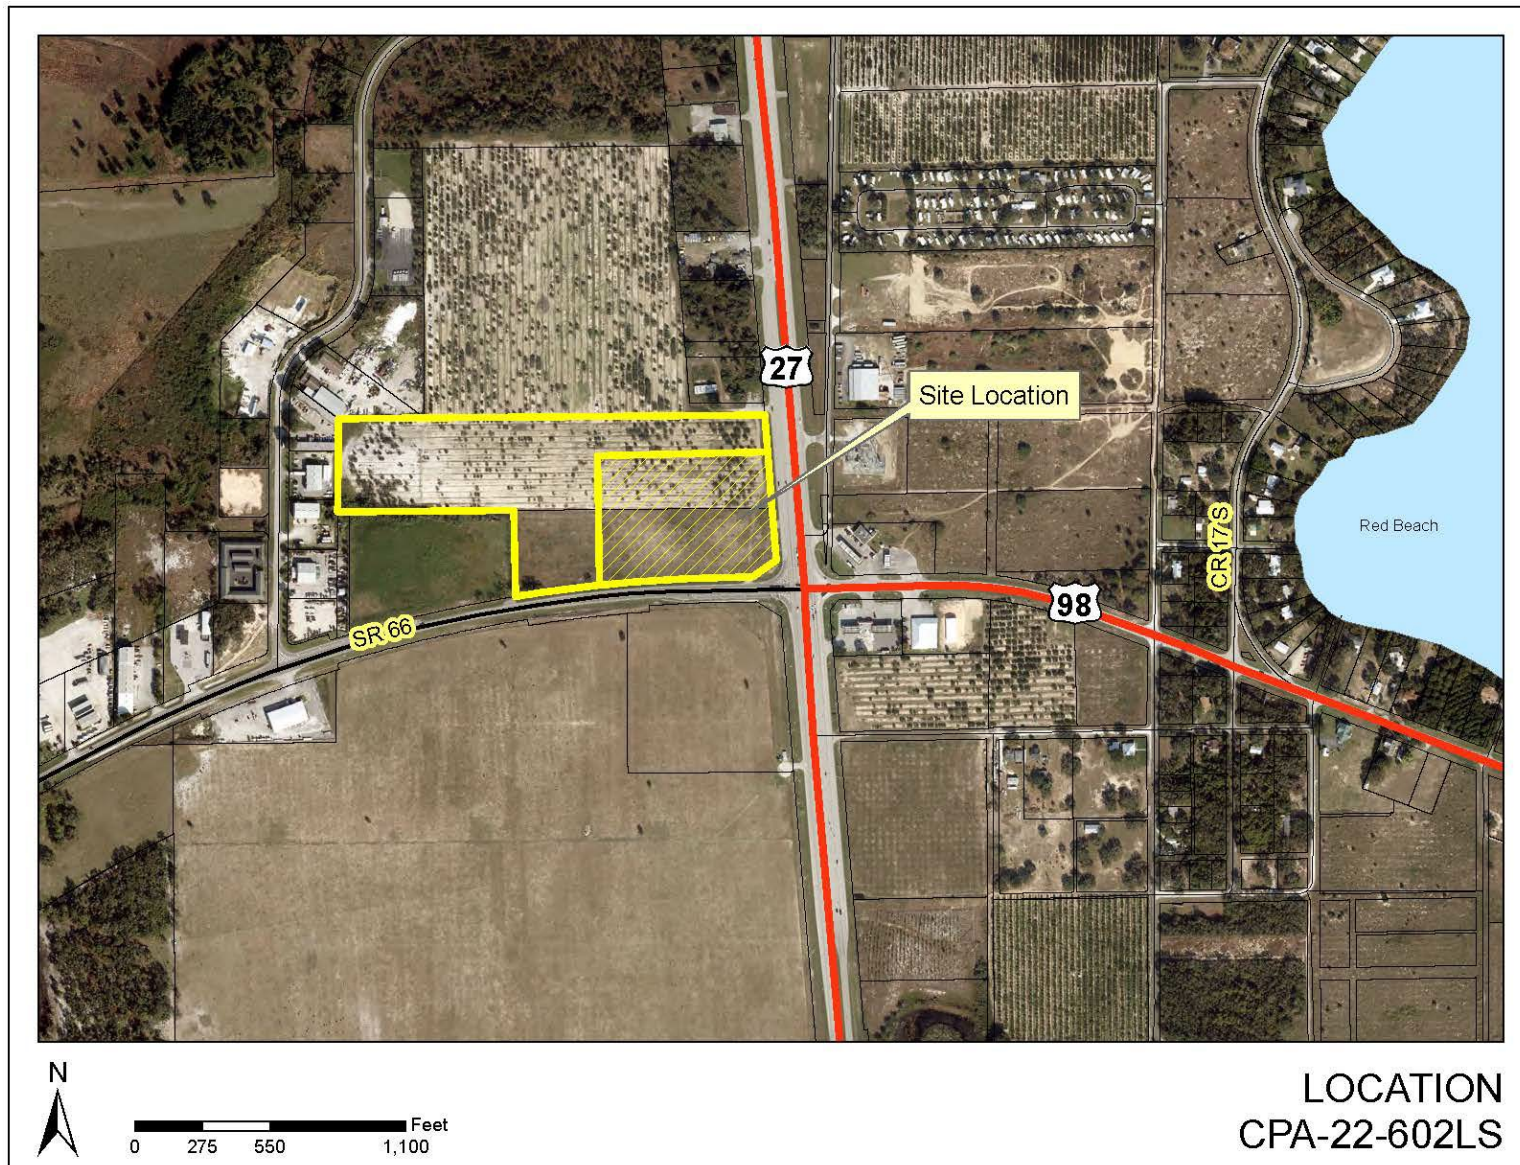 27
Site Location
Red Beach
CR 17 S
98
SR 66
N
Feet
0 275 550 1,100
LOCATION
CPA-22-602LS